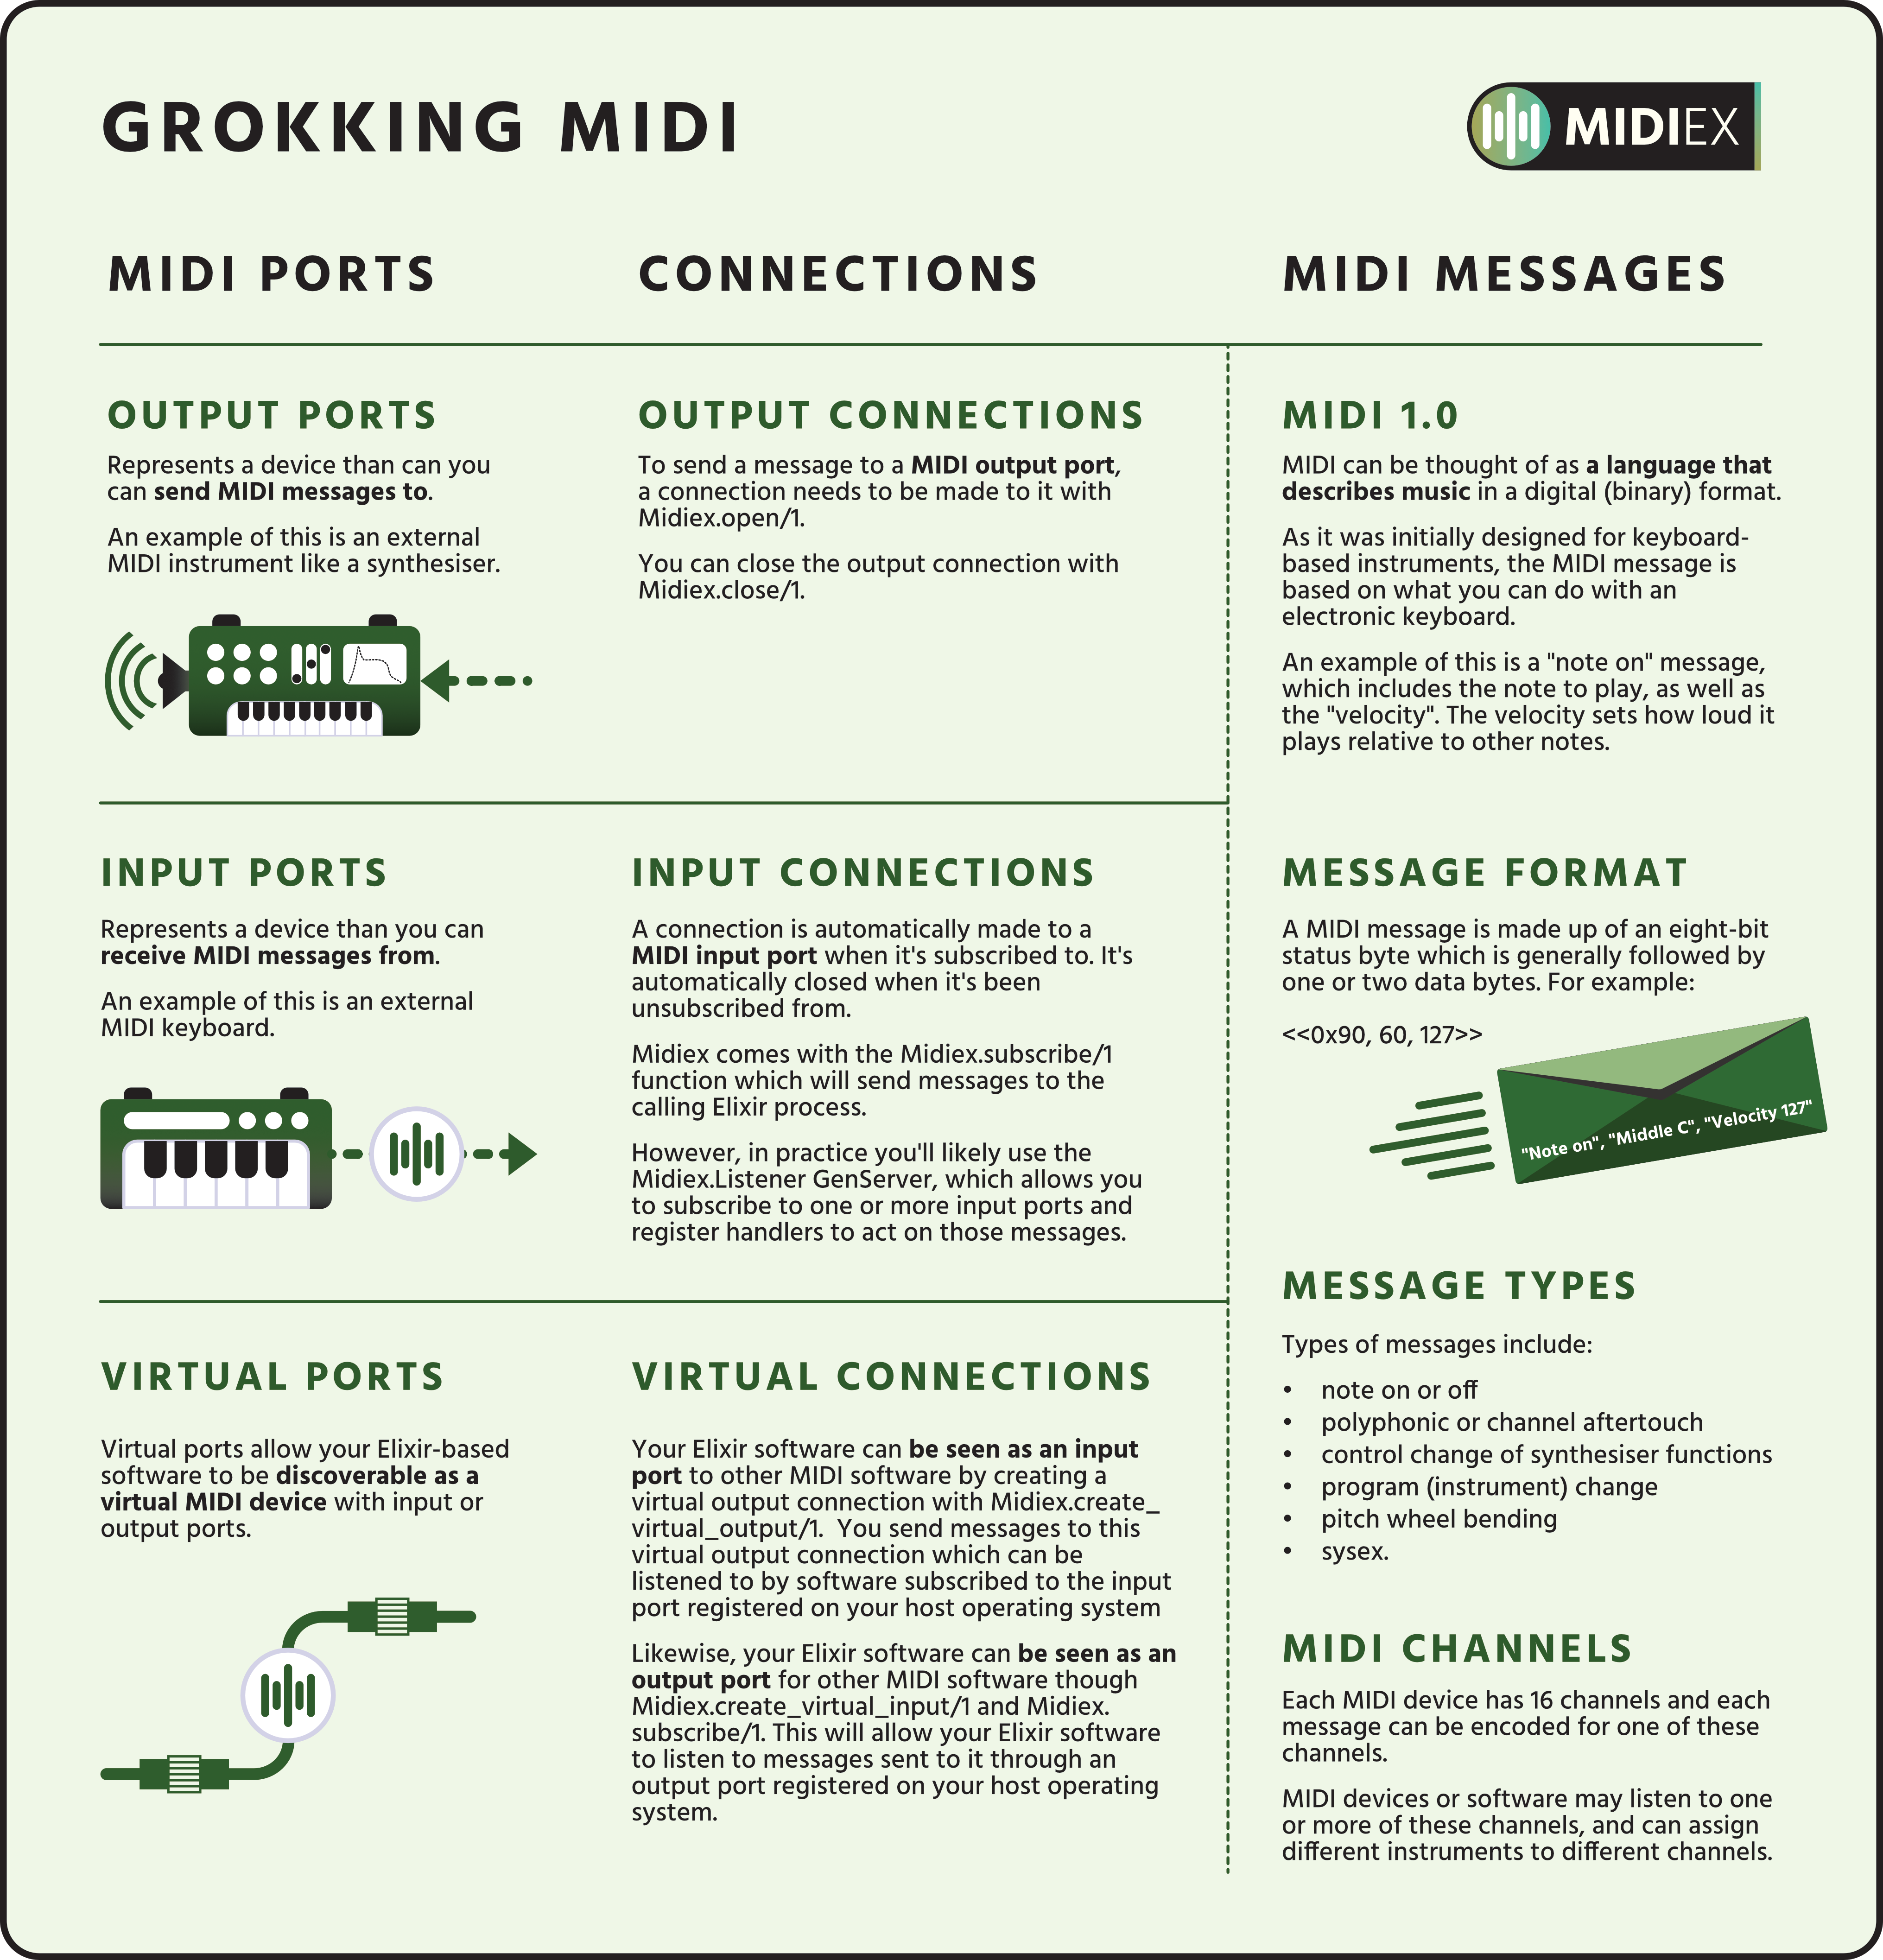 GROKKING MIDI
MIDIEX
MIDI PORTS
CONNECTIONS
MIDI MESSAGES
OUTPUT PORTS
Represents a device than can you
can send MIDI messages to.
An example of this is an external
MIDI instrument like a synthesiser.
OUTPUT CONNECTIONS
To send a message to a MIDI output port,
a connection needs to be made to it with
Midiex.open/1.
You can close the output connection with
Midiex.close/1.
INPUT PORTS
Represents a device than you can
receive MIDI messages from.
An example of this is an external
MIDI keyboard.
INPUT CONNECTIONS
A connection is automatically made to a
MIDI input port when it's subscribed to. It's
automatically closed when it's been
unsubscribed from.
Midiex comes with the Midiex.subscribe/1
function which will send messages to the
calling Elixir process.
However, in practice you'll likely use the
Midiex.Listener GenServer, which allows you
to subscribe to one or more input ports and
register handlers to act on those messages.
VIRTUAL PORTS
Virtual ports allow your Elixir-based
software to be discoverable as a
virtual MIDI device with input or
output ports.
VIRTUAL CONNECTIONS
Your Elixir software can be seen as an input
port to other MIDI software by creating a
virtual output connection with Midiex.create_
virtual_output/1.  You send messages to this
virtual output connection which can be
listened to by software subscribed to the input
port registered on your host operating system
Likewise, your Elixir software can be seen as an
output port for other MIDI software though
Midiex.create_virtual_input/1 and Midiex.
subscribe/1. This will allow your Elixir software
to listen to messages sent to it through an
output port registered on your host operating
system.
MIDI 1.0
MIDI can be thought of as a language that
describes music in a digital (binary) format.
As it was initially designed for keyboard-
based instruments, the MIDI message is
based on what you can do with an
electronic keyboard.
An example of this is a "note on" message,
which includes the note to play, as well as
the "velocity". The velocity sets how loud it
plays relative to other notes.
MESSAGE FORMAT
A MIDI message is made up of an eight-bit
status byte which is generally followed by
one or two data bytes. For example:
<<0x90, 60, 127>>
"Note on", "Middle C", "Velocity 127"
MESSAGE TYPES
Types of messages include:
• note on or off
• polyphonic or channel aftertouch
• control change of synthesiser functions
• program (instrument) change
• pitch wheel bending
• sysex.
MIDI CHANNELS
Each MIDI device has 16 channels and each
message can be encoded for one of these
channels.
MIDI devices or software may listen to one
or more of these channels, and can assign
different instruments to different channels.